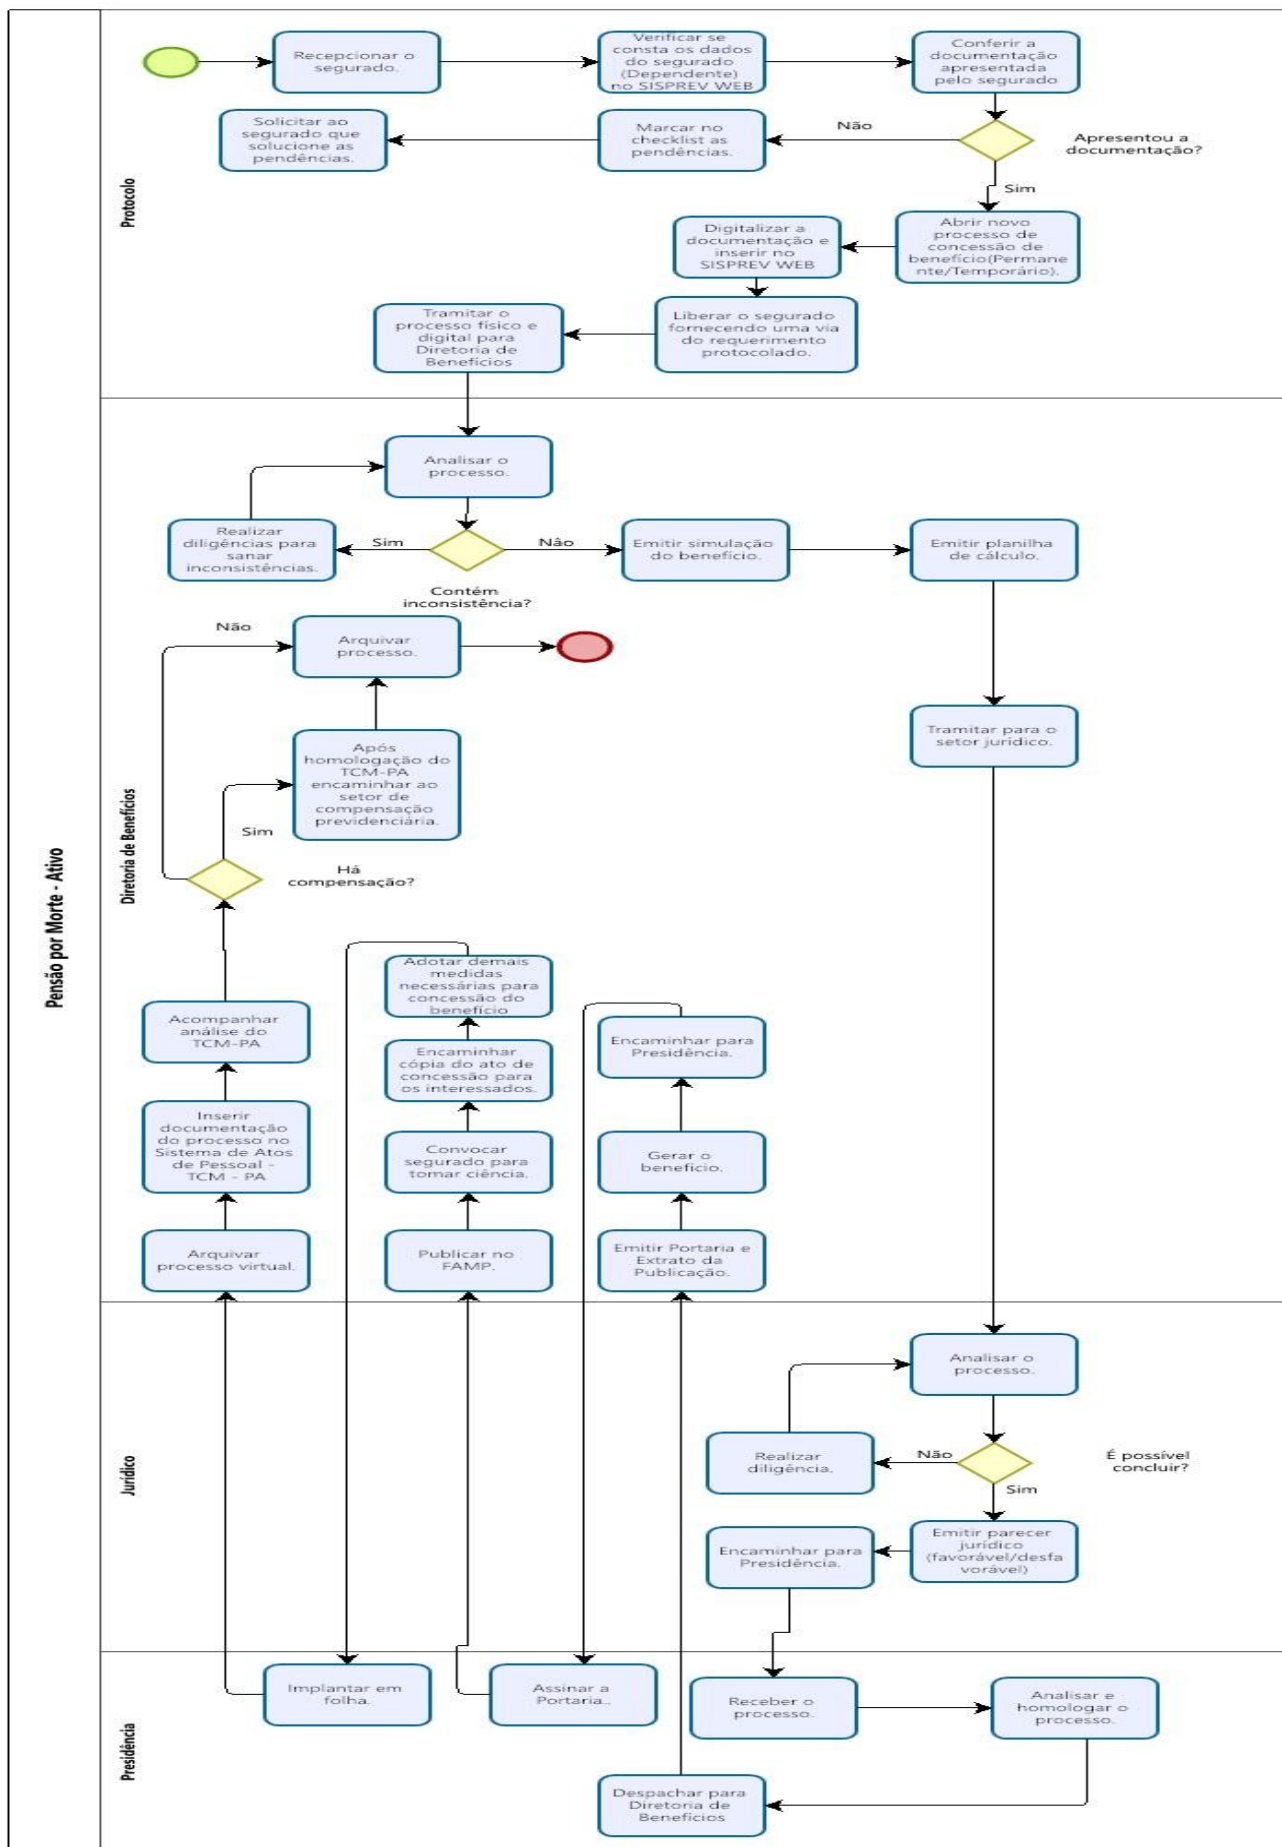 Pensão por Morte - Ativo
Protocolo
Recepcionar o
segurado.
Verificar se
consta os dados
do segurado
(Dependente)
no SISPREV WEB
Conferir a
documentação
apresentada
pelo segurado
Apresentou a
documentação?
Não
Marcar no
checklist as
pendências.
Solicitar ao
segurado que
solucione as
pendências.
Sim
Abrir novo
processo de
concessão de
benefício(Permane
nte/Temporário).
Digitalizar a
documentação e
inserir no
SISPREV WEB
Liberar o segurado
fornecendo uma via
do requerimento
protocolado.
Tramitar o
processo físico e
digital para
Diretoria de
Benefícios
Diretoria de Benefícios
Analisar o
processo.
Contém
inconsistência?
Sim
Realizar
diligências para
sanar
inconsistências.
Não
Emitir simulação
do benefício.
Emitir planilha
de cálculo.
Tramitar para o
setor jurídico.
Não
Arquivar
processo.
Após
homologação do
TCM-PA
encaminhar ao
setor de
compensação
previdenciária.
Sim
Há
compensação?
Acompanhar
análise do
TCM-PA
Inserir
documentação
do processo no
Sistema de Atos
de Pessoal -
TCM - PA
Arquivar
processo virtual.
Adotar demais
medidas
necessárias para
concessão do
benefício
Encaminhar
cópia do ato de
concessão para
os interessados.
Convocar
segurado para
tomar ciência.
Publicar no
FAMP.
Encaminhar para
Presidência.
Gerar o
benefício.
Emitir Portaria e
Extrato da
Publicação.
Jurídico
Analisar o
processo.
É possível
concluir?
Não
Realizar
diligência.
Sim
Emitir parecer
jurídico
(favorável/desfa
vorável)
Encaminhar para
Presidência.
Presidência
Implantar em
folha.
Assinar a
Portaria..
Receber o
processo.
Analisar e
homologar o
processo.
Despachar para
Diretoria de
Benefícios